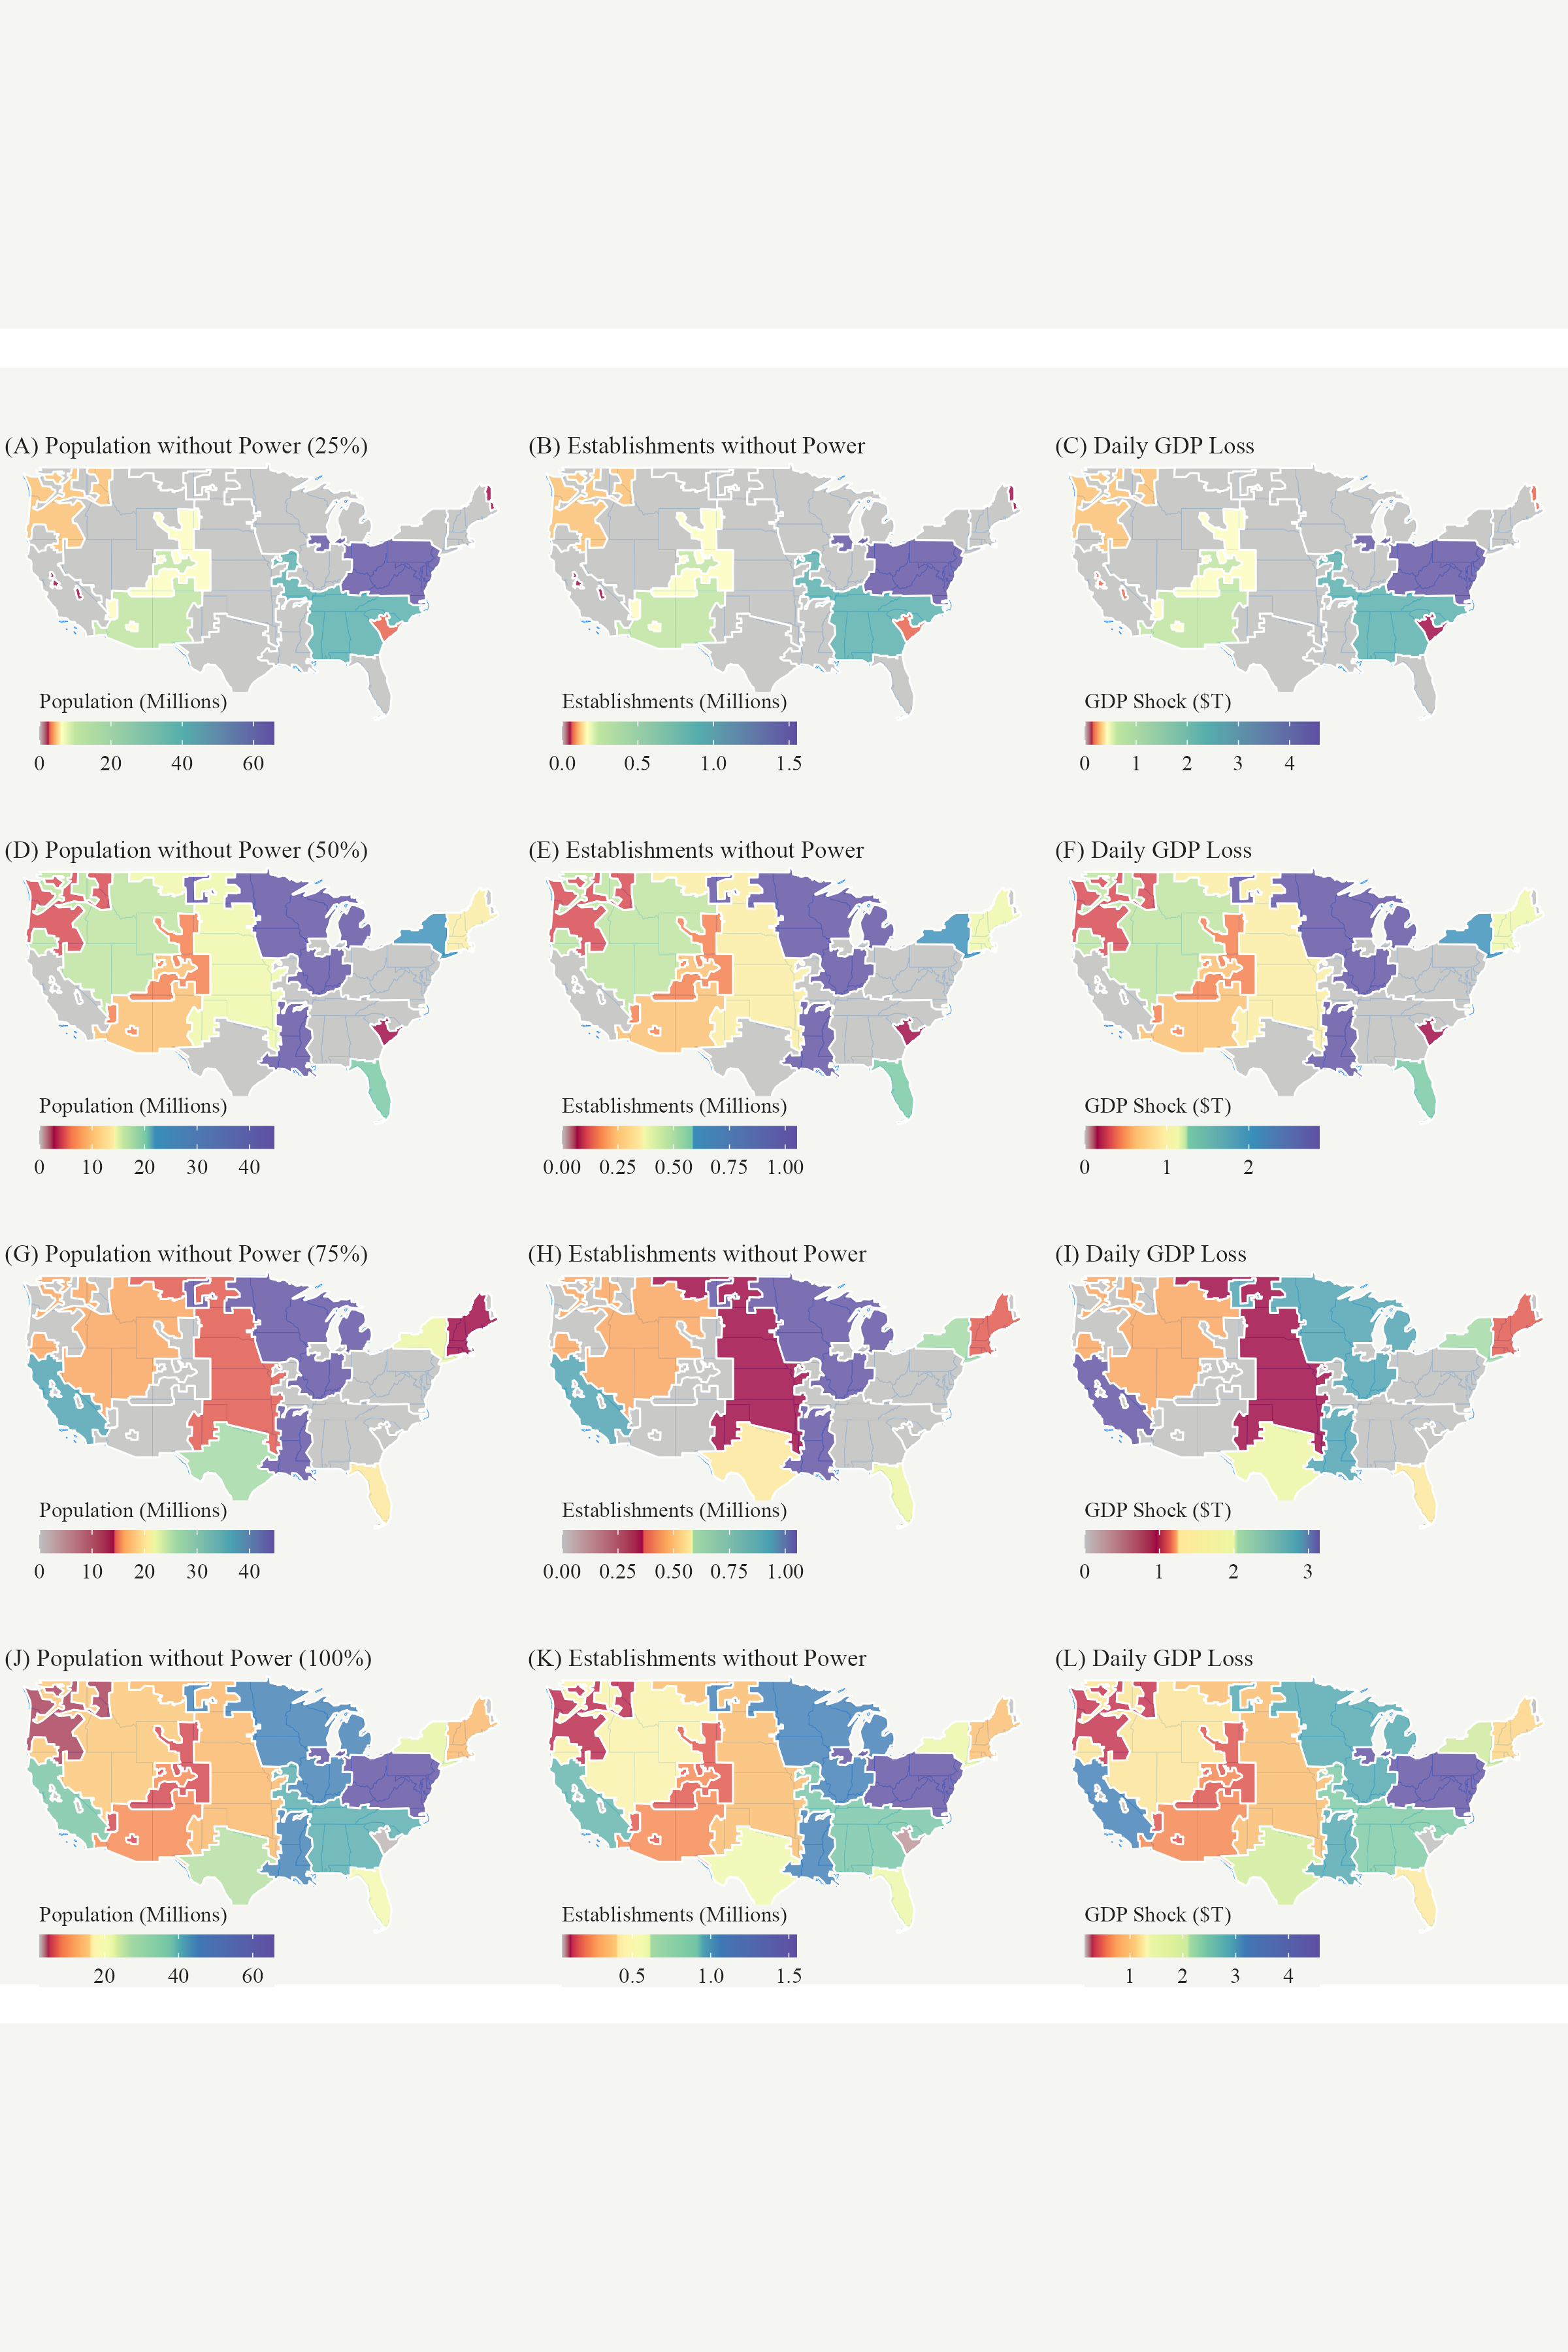 (A) Population without Power (25%)
(B) Establishments without Power
(C) Daily GDP Loss
Population (Millions)
0 20 40 60
Establishments (Millions)
0.0 0.5 1.0 1.5
GDP Shock ($T)
0 1 2 3 4
(D) Population without Power (50%)
(E) Establishments without Power
(F) Daily GDP Loss
Population (Millions)
0 10 20 30 40
Establishments (Millions)
0.00 0.25 0.50 0.75 1.00
GDP Shock ($T)
0 1 2
(G) Population without Power (75%)
(H) Establishments without Power
(I) Daily GDP Loss
Population (Millions)
0 10 20 30 40
Establishments (Millions)
0.00 0.25 0.50 0.75 1.00
GDP Shock ($T)
0 1 2 3
(J) Population without Power (100%)
(K) Establishments without Power
(L) Daily GDP Loss
Population (Millions)
20 40 60
Establishments (Millions)
0.5 1.0 1.5
GDP Shock ($T)
1 2 3 4